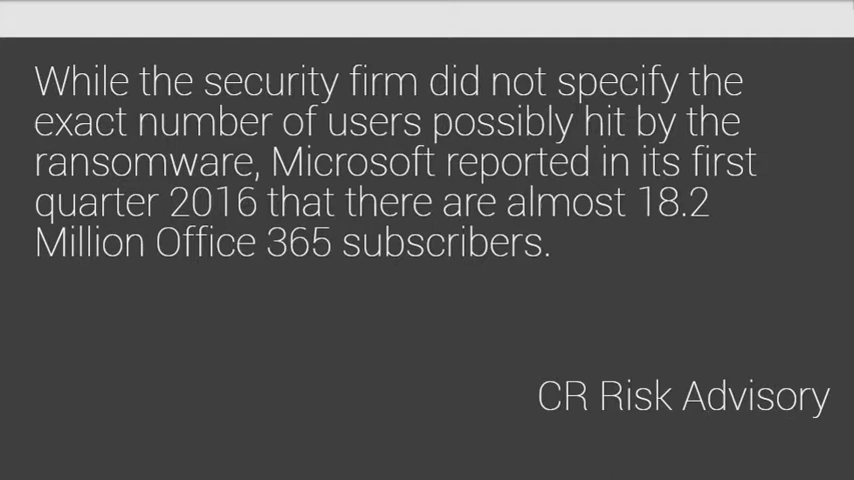 While the security firm did not specify the
exact number of users possibly hit by the
ransomware, Microsoft reported in its first
quarter 2016 that there are almost 18.2
Million Office 365 subscribers.
CR Risk Advisory